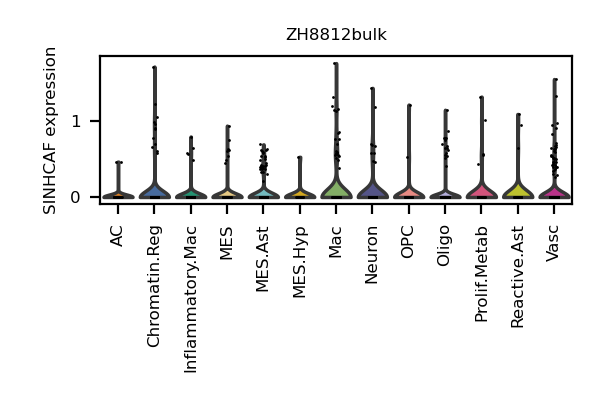 ZH8812bulk
SINHCAF expression
1
0
AC
Chromatin.Reg
Inflammatory.Mac
MES
MES.Ast
MES.Hyp
Mac
Neuron
OPC
Oligo
Prolif.Metab
Reactive.Ast
Vasc